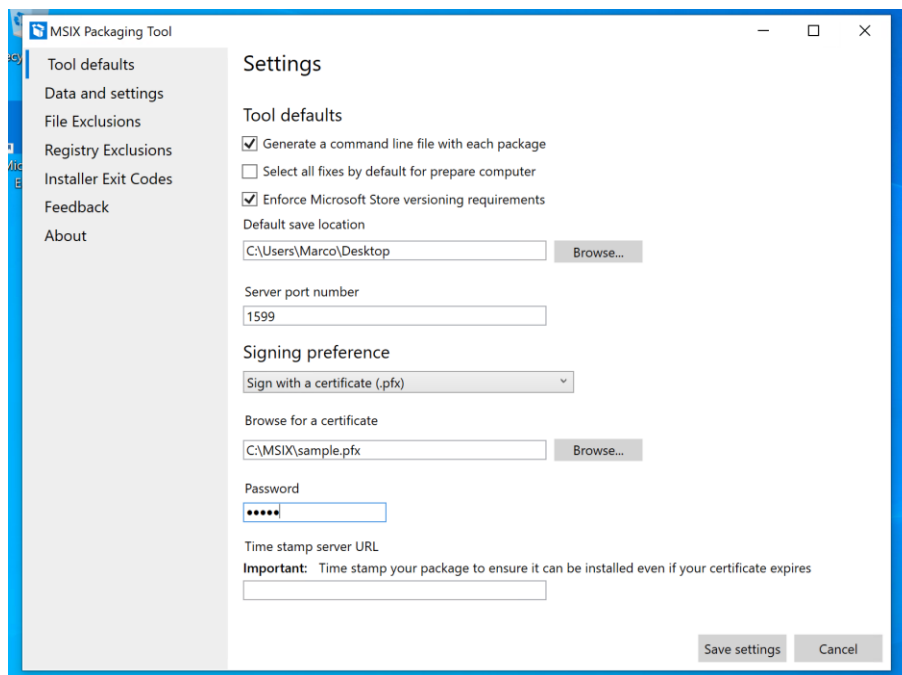 MSIX Packaging Tool
Tool defaults
Data and settings
File Exclusions
Registry Exclusions
Installer Exit Codes
Feedback
About
Settings
Tool defaults
Generate a command line file with each package
Select all fixes by default for prepare computer
Enforce Microsoft Store versioning requirements
Default save location
C:\Users\Marco\Desktop
Browse...
Server port number
1599
Signing preference
Sign with a certificate (.pfx)
Browse for a certificate
C:\MSIX\sample.pfx
Browse...
Password
•••••
Time stamp server URL
Important: Time stamp your package to ensure it can be installed even if your certificate expires
Save settings
Cancel